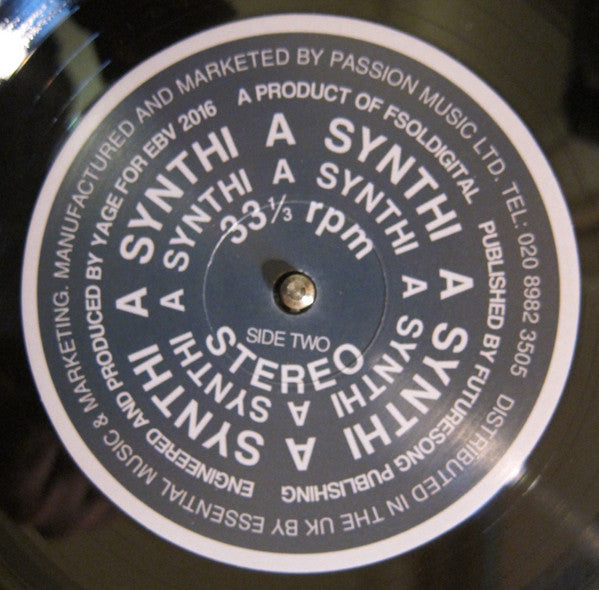 MANUFACTURED AND MARKETED BY PASSION MUSIC LTD. TEL: 020 8982 3505 DISTRIBUTED IN THE UK BY ESSENTIAL MUSIC & MARKETING.
A PRODUCT OF FSOLDIGITAL PUBLISHED BY FUTURESONG PUBLISHING ENGINEERED AND PRODUCED BY YAGE FOR EBV 2016
A SYNTHI A SYNTHI A SYNTHI A SYNTHI
A SYNTHI A SYNTHI A SYNTHI A SYNTHI
33 1/3 rpm
SIDE TWO
STEREO